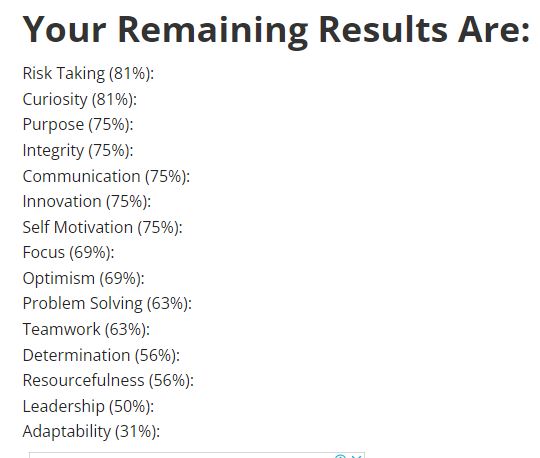 Your Remaining Results Are:
Risk Taking (81%):
Curiosity (81%):
Purpose (75%):
Integrity (75%):
Communication (75%):
Innovation (75%):
Self Motivation (75%):
Focus (69%):
Optimism (69%):
Problem Solving (63%):
Teamwork (63%):
Determination (56%):
Resourcefulness (56%):
Leadership (50%):
Adaptability (31%):